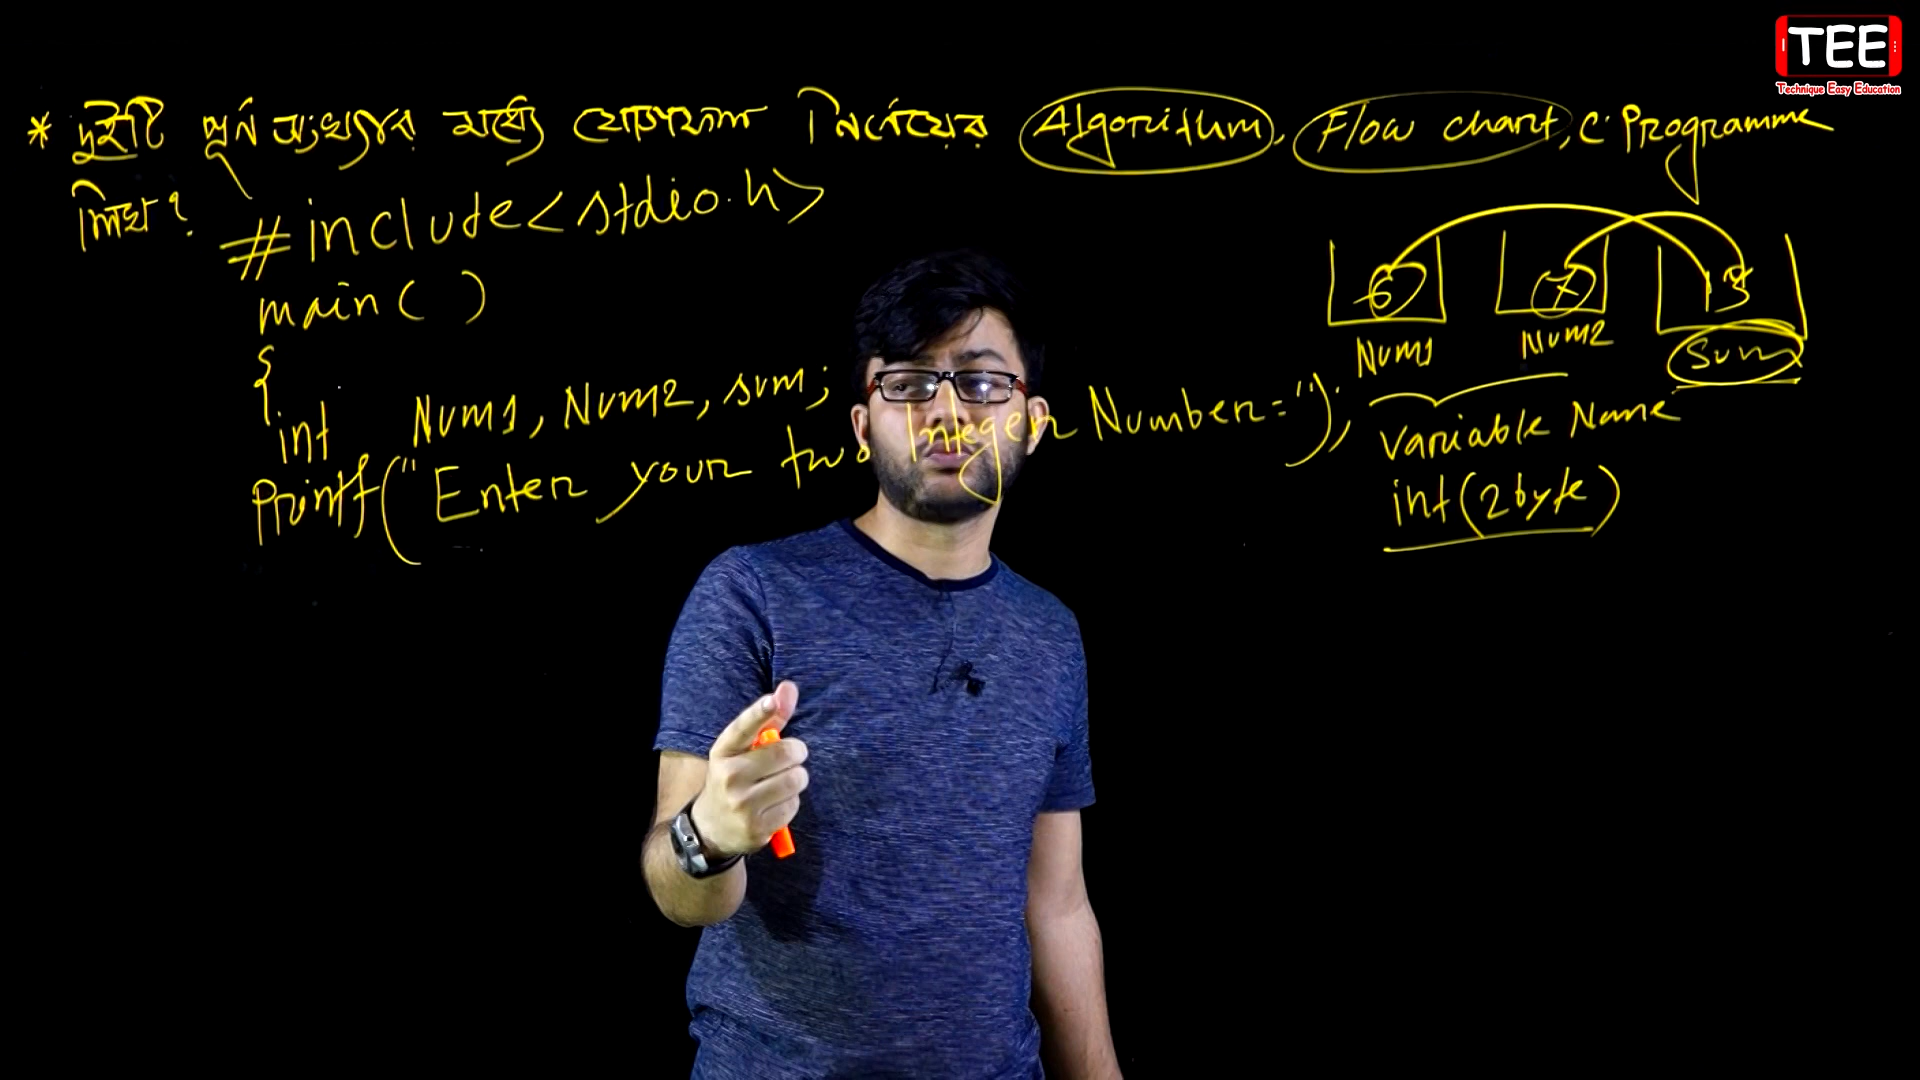 TEE
Technique Easy Education
* দুইটি পূর্ন সংখ্যার মধ্যে যোগফল নির্ণয়ের Algorithm, Flow chart, C Programme
লিখ?
#include<stdio.h>
main( )
{
int Num1, Num2, sum;
Printf("Enter your two Integer Number=");
6 7 13
Num1 Num2 Sum
Variable Name
int(2byte)